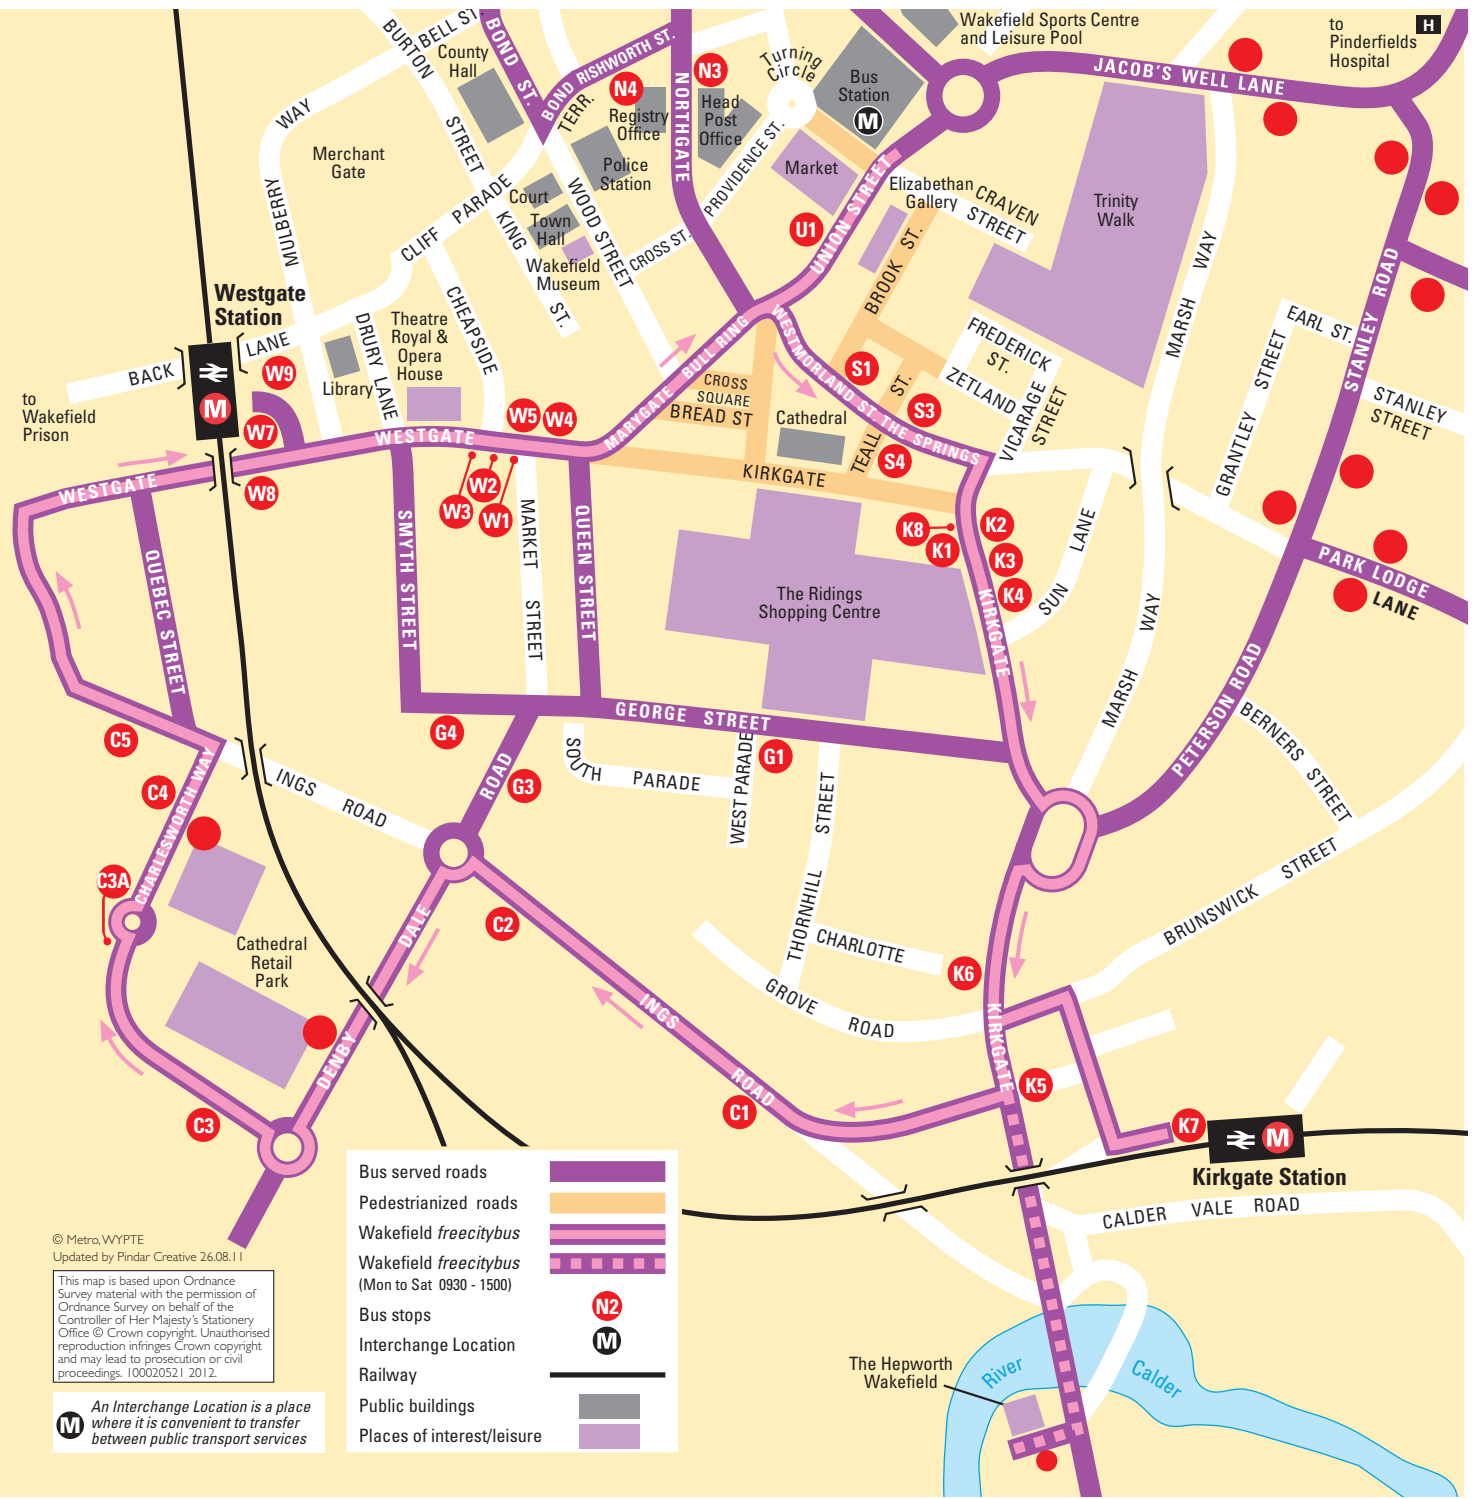 Wakefield Sports Centre
and Leisure Pool
to
Pinderfields
Hospital
H
BELL ST.
BURTON
STREET
BOND ST.
County
Hall
BOND
TERR.
RISHWORTH ST.
N4
Registry
Office
N3
Head
Post
Office
NORTHGATE
Turning
Circle
Bus
Station
M
JACOB'S WELL LANE
WAY
MULBERRY
Merchant
Gate
Police
Station
Court
Town
Hall
Wakefield
Museum
CLIFF PARADE
KING
ST.
WOOD STREET
CROSS ST.
PROVIDENCE ST.
Market
U1
UNION STREET
Elizabethan
Gallery
CRAVEN
STREET
BROOK ST.
Trinity
Walk
MARSH WAY
STANLEY ROAD
EARL ST.
STANLEY
STREET
GRANTLEY STREET
Westgate
Station
BACK
LANE
to
Wakefield
Prison
M
W9
W7
W8
DRURY LANE
Library
Theatre
Royal &
Opera
House
CHEAPSIDE
WESTGATE
WESTGATE
W5
W4
W3
W2
W1
MARYGATE
BULL RING
CROSS
SQUARE
BREAD ST
Cathedral
WESTMORLAND ST.
THE SPRINGS
S1
S3
S4
TEALL
ST.
FREDERICK
ST.
ZETLAND
VICARAGE
STREET
KIRKGATE
K8
K1
K2
K3
K4
SUN LANE
MARSH WAY
PARK LODGE
LANE
QUEBEC STREET
SMYTH STREET
MARKET STREET
QUEEN STREET
The Ridings
Shopping Centre
KIRKGATE
PETERSON ROAD
BERNERS STREET
BRUNSWICK STREET
GEORGE STREET
G4
G3
G1
ROAD
SOUTH PARADE
WEST PARADE
THORNHILL STREET
CHARLOTTE
GROVE ROAD
C5
C4
C3A
CHARLESWORTH WAY
INGS ROAD
Cathedral
Retail
Park
C3
DENBY
DALE
C2
INGS
ROAD
C1
K6
KIRKGATE
K5
K7
M
Kirkgate Station
CALDER VALE ROAD
The Hepworth
Wakefield
River
Calder
Bus served roads
Pedestrianized roads
Wakefield freecitybus
Wakefield freecitybus
(Mon to Sat 0930 - 1500)
Bus stops
N2
Interchange Location
M
Railway
Public buildings
Places of interest/leisure
© Metro, WYPTE
Updated by Pindar Creative 26.08.11
This map is based upon Ordnance
Survey material with the permission of
Ordnance Survey on behalf of the
Controller of Her Majesty's Stationery
Office © Crown copyright. Unauthorised
reproduction infringes Crown copyright
and may lead to prosecution or civil
proceedings. 100020521 2012.
M
An Interchange Location is a place
where it is convenient to transfer
between public transport services